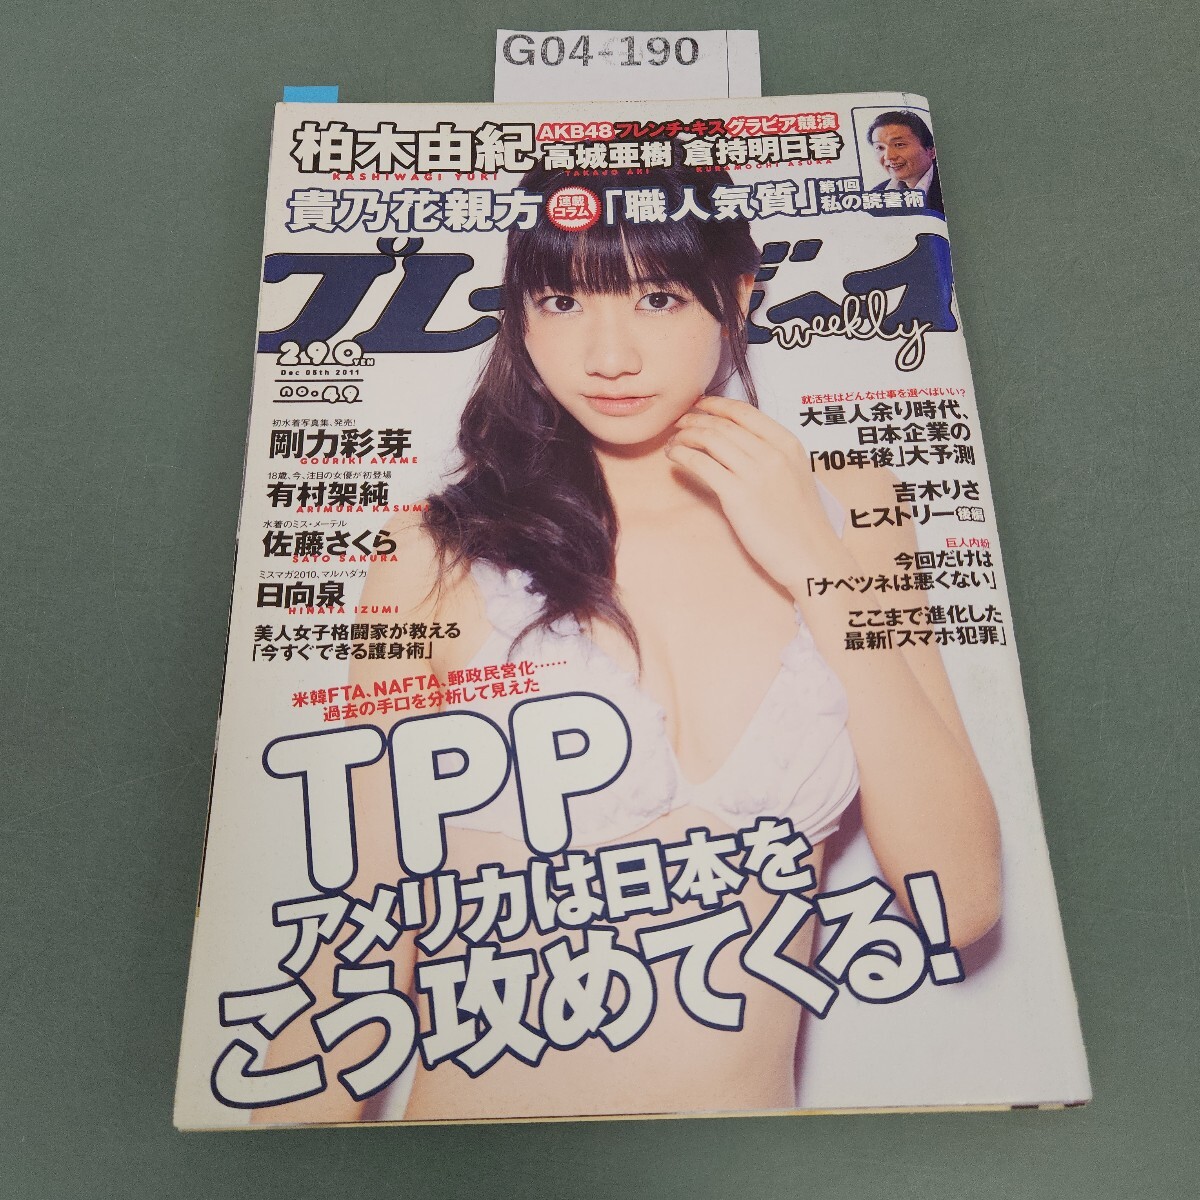 G04-190
柏木由紀
KASHIWAGI YUKI
AKB48フレンチ・キスグラビア競演
高城亜樹 倉持明日香
TAKAJO AKI KURAMOCHI ASUKA
貴乃花親方
連載
コラム
「職人気質」
第1回
私の読書術
プレ
ーイ
weekly
290YEN
Dec 05th 2011
no.49
初水着写真集、発売!
剛力彩芽
GOURIKI AYAME
18歳、今、注目の女優が初登場
有村架純
ARIMURA KASUMI
水着のミス・メーテル
佐藤さくら
SATO SAKURA
ミスマガ2010、マルハダカ
日向泉
HINATA IZUMI
美人女子格闘家が教える
「今すぐできる護身術」
就活生はどんな仕事を選べばいい?
大量人余り時代、
日本企業の
「10年後」大予測
吉木りさ
ヒストリー後編
巨人内紛
今回だけは
「ナベツネは悪くない」
ここまで進化した
最新「スマホ犯罪」
米韓FTA、NAFTA、郵政民営化……
過去の手口を分析して見えた
TPP
アメリカは日本を
こう攻めてくる!